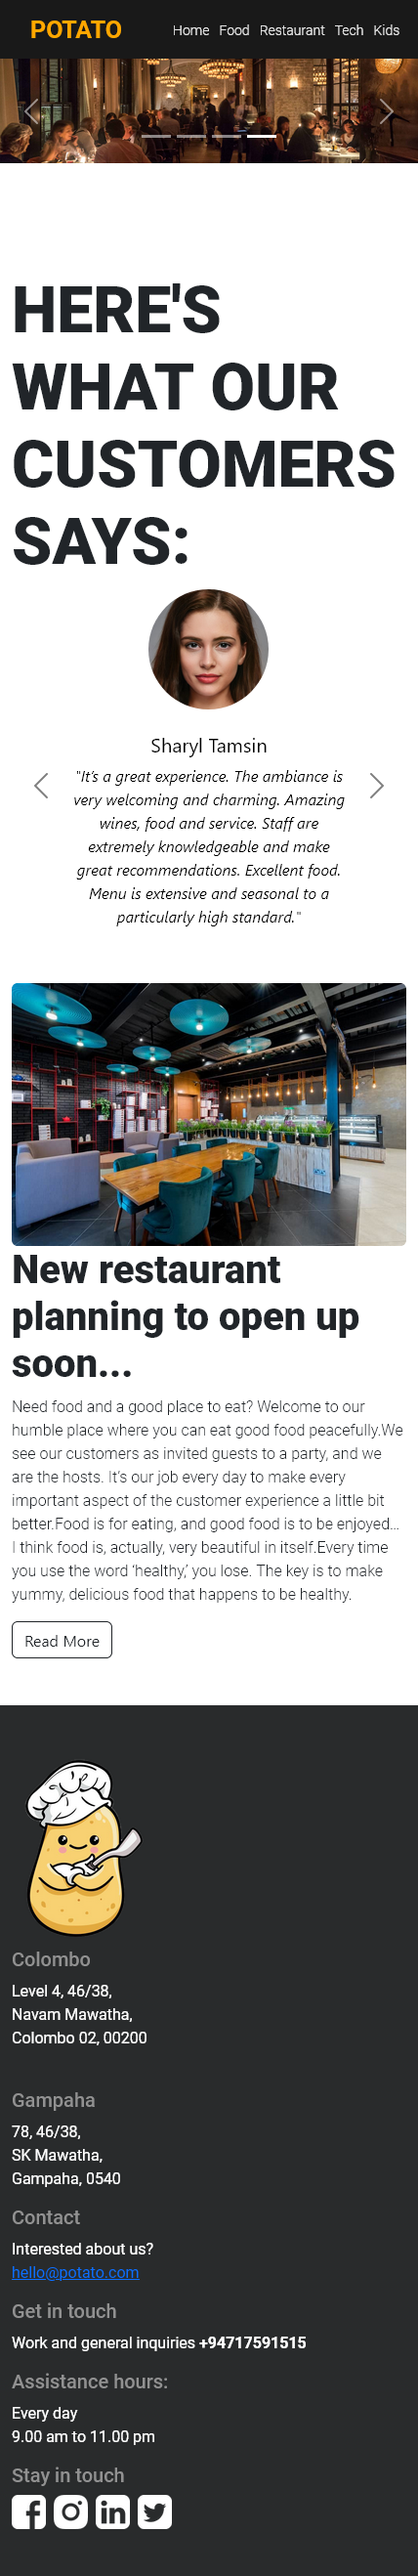 POTATO Home Food Restaurant Tech Kids
HERE'S
WHAT OUR
CUSTOMERS
SAYS:
Sharyl Tamsin
"It's a great experience. The ambiance is
very welcoming and charming. Amazing
wines, food and service. Staff are
extremely knowledgeable and make
great recommendations. Excellent food.
Menu is extensive and seasonal to a
particularly high standard."
New restaurant
planning to open up
soon...
Need food and a good place to eat? Welcome to our
humble place where you can eat good food peacefully.We
see our customers as invited guests to a party, and we
are the hosts. It's our job every day to make every
important aspect of the customer experience a little bit
better.Food is for eating, and good food is to be enjoyed…
I think food is, actually, very beautiful in itself.Every time
you use the word 'healthy,' you lose. The key is to make
yummy, delicious food that happens to be healthy.
Read More
Colombo
Level 4, 46/38,
Navam Mawatha,
Colombo 02, 00200
Gampaha
78, 46/38,
SK Mawatha,
Gampaha, 0540
Contact
Interested about us?
hello@potato.com
Get in touch
Work and general inquiries +94717591515
Assistance hours:
Every day
9.00 am to 11.00 pm
Stay in touch